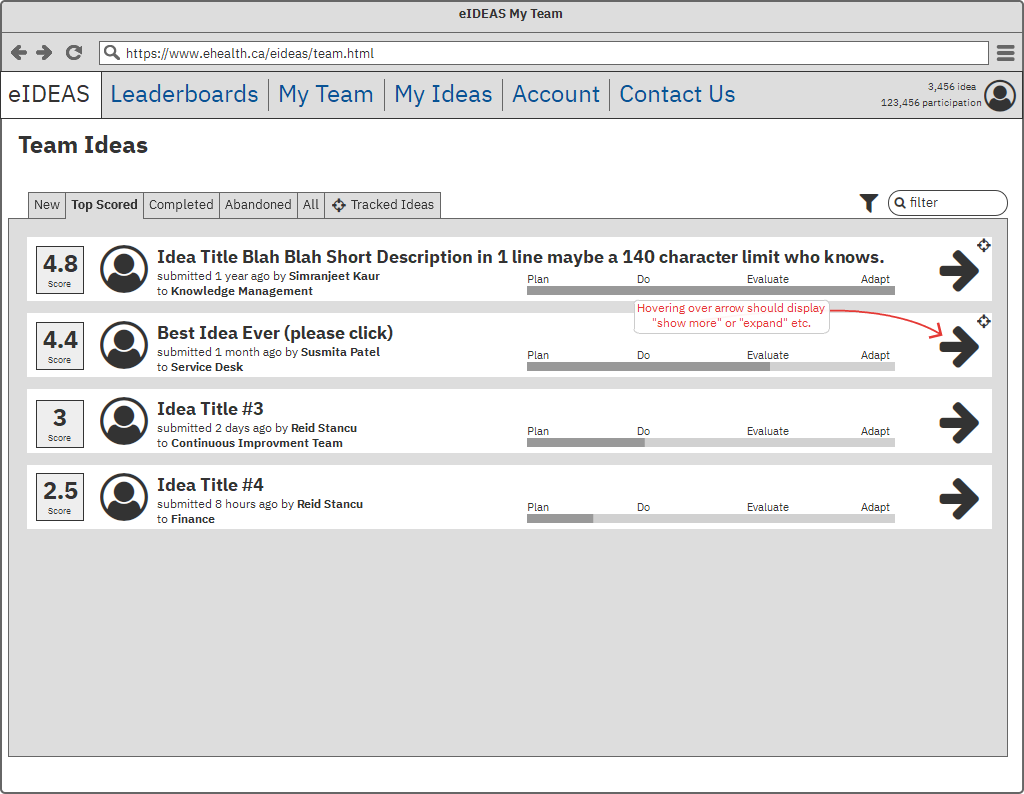 eIDEAS My Team
https://www.ehealth.ca/eideas/team.html
eIDEAS Leaderboards My Team My Ideas Account Contact Us
3,456 idea
123,456 participation
Team Ideas
New Top Scored Completed Abandoned All Tracked Ideas filter
4.8
Score
Idea Title Blah Blah Short Description in 1 line maybe a 140 character limit who knows.
submitted 1 year ago by Simranjeet Kaur
to Knowledge Management
Plan Do Evaluate Adapt
Hovering over arrow should display
"show more" or "expand" etc.
4.4
Score
Best Idea Ever (please click)
submitted 1 month ago by Susmita Patel
to Service Desk
Plan Do Evaluate Adapt
3
Score
Idea Title #3
submitted 2 days ago by Reid Stancu
to Continuous Improvment Team
Plan Do Evaluate Adapt
2.5
Score
Idea Title #4
submitted 8 hours ago by Reid Stancu
to Finance
Plan Do Evaluate Adapt